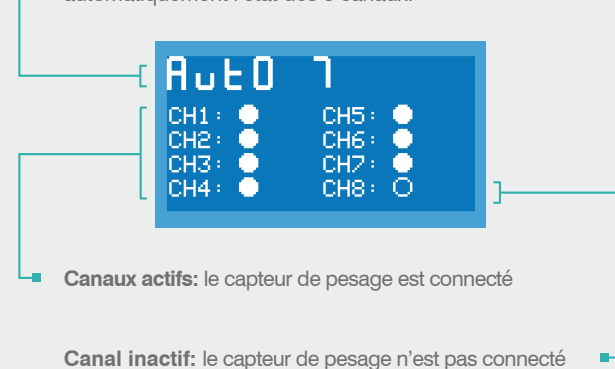 automatiquement l'état des 8 canaux.
AutO 7
CH1: CH5:
CH2: CH6:
CH3: CH7:
CH4: CH8:
Canaux actifs: le capteur de pesage est connecté
Canal inactif: le capteur de pesage n'est pas connecté